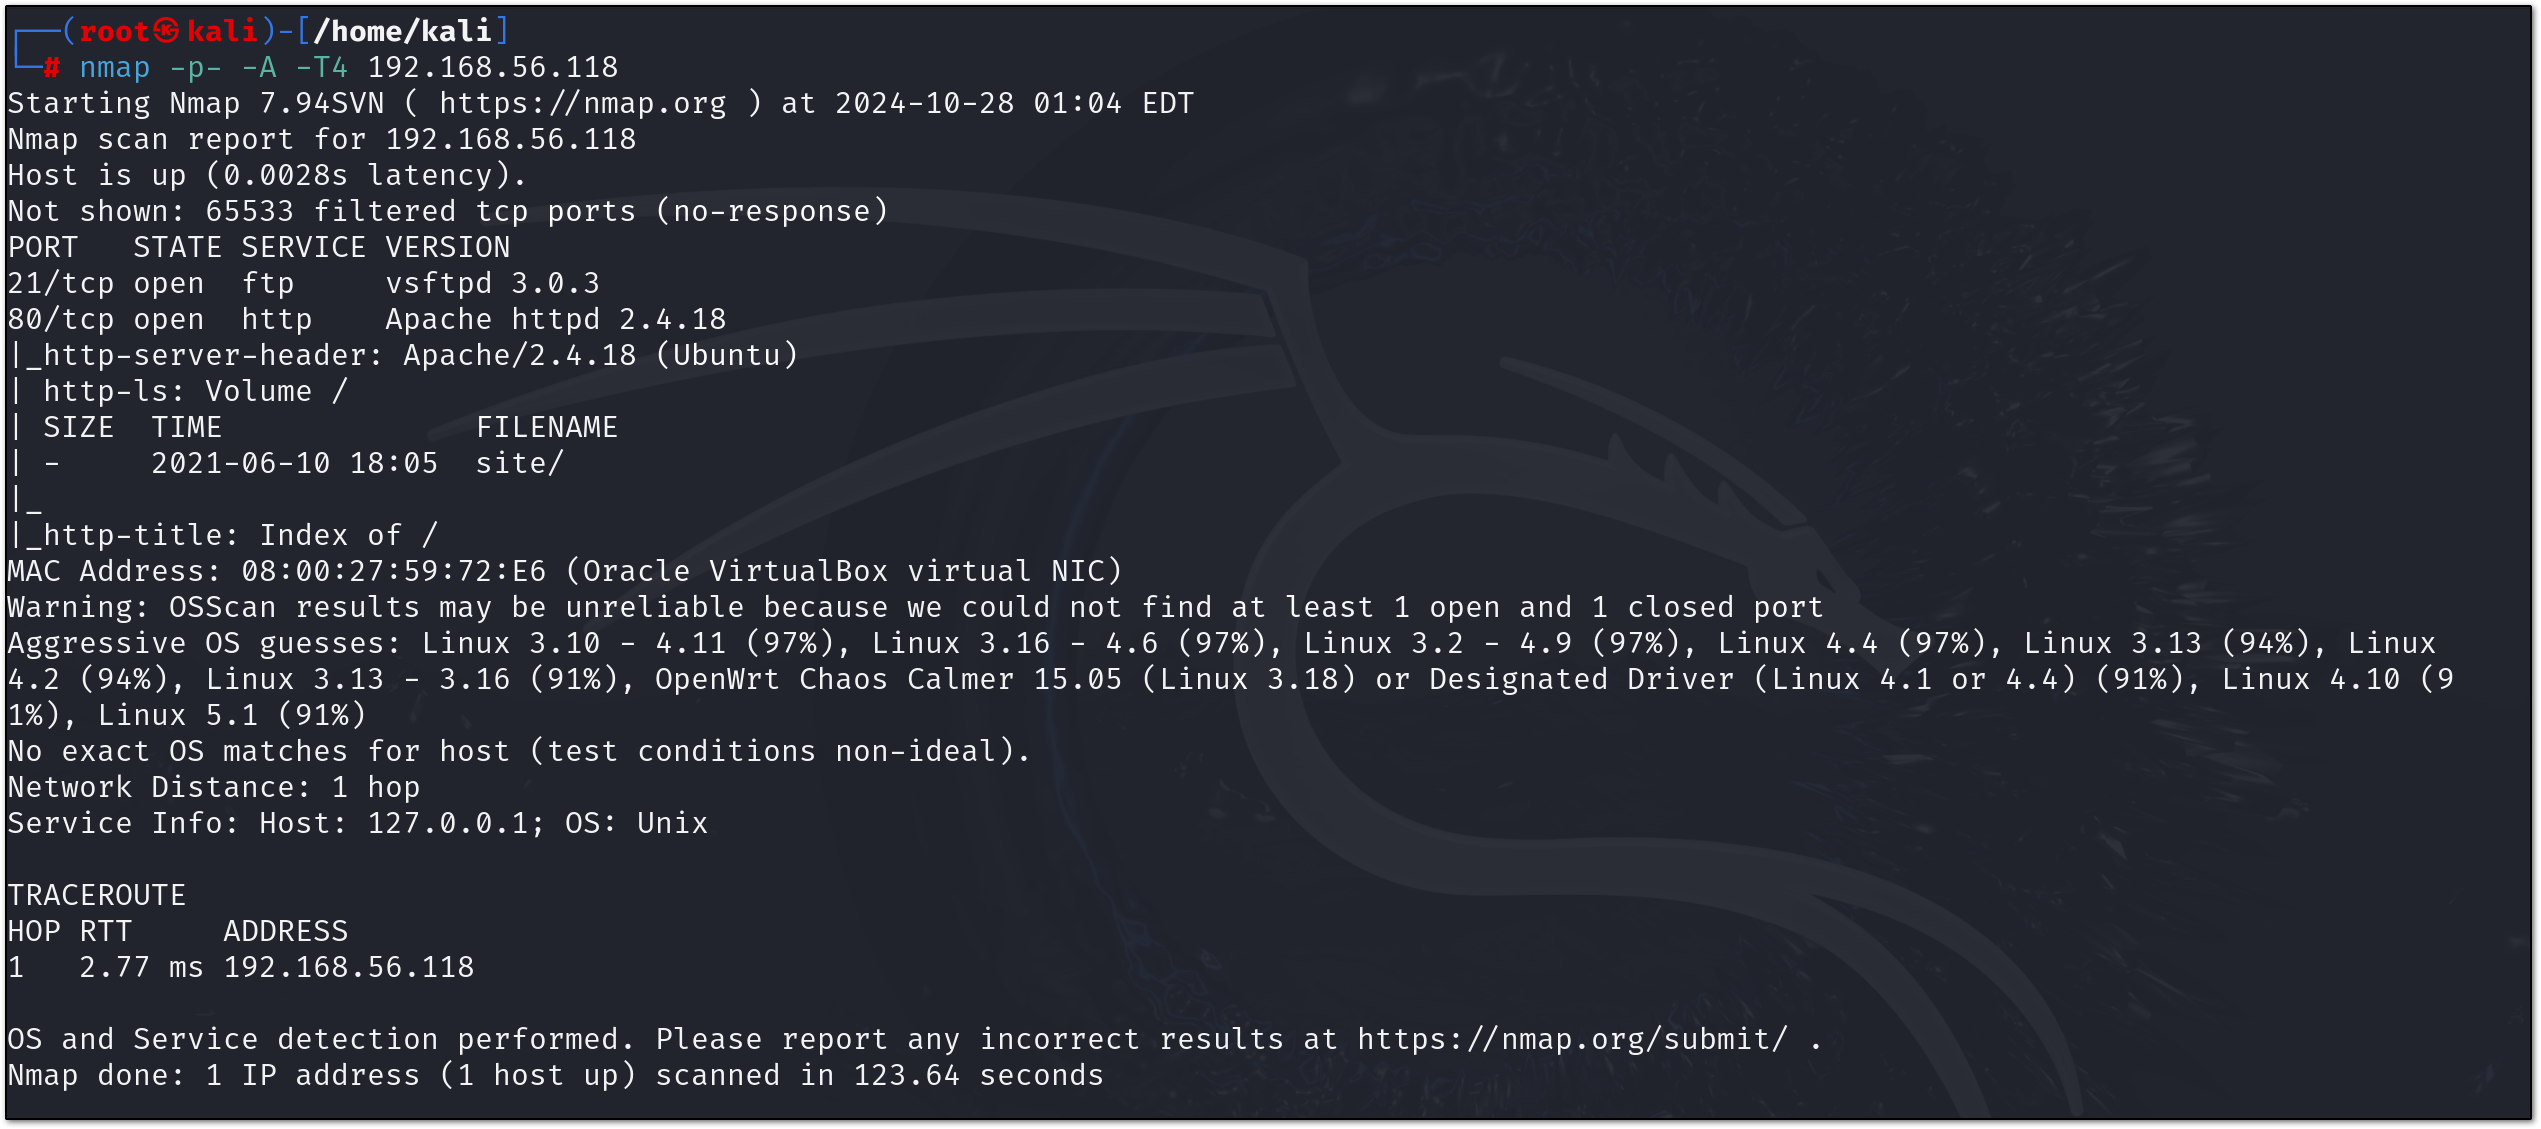 ┌──(root㉿kali)-[/home/kali]
└─# nmap -p- -A -T4 192.168.56.118
Starting Nmap 7.94SVN ( https://nmap.org ) at 2024-10-28 01:04 EDT
Nmap scan report for 192.168.56.118
Host is up (0.0028s latency).
Not shown: 65533 filtered tcp ports (no-response)
PORT   STATE SERVICE VERSION
21/tcp open  ftp     vsftpd 3.0.3
80/tcp open  http    Apache httpd 2.4.18
|_http-server-header: Apache/2.4.18 (Ubuntu)
| http-ls: Volume /
| SIZE  TIME              FILENAME
| -     2021-06-10 18:05  site/
|_
|_http-title: Index of /
MAC Address: 08:00:27:59:72:E6 (Oracle VirtualBox virtual NIC)
Warning: OSScan results may be unreliable because we could not find at least 1 open and 1 closed port
Aggressive OS guesses: Linux 3.10 - 4.11 (97%), Linux 3.16 - 4.6 (97%), Linux 3.2 - 4.9 (97%), Linux 4.4 (97%), Linux 3.13 (94%), Linux
4.2 (94%), Linux 3.13 - 3.16 (91%), OpenWrt Chaos Calmer 15.05 (Linux 3.18) or Designated Driver (Linux 4.1 or 4.4) (91%), Linux 4.10 (9
1%), Linux 5.1 (91%)
No exact OS matches for host (test conditions non-ideal).
Network Distance: 1 hop
Service Info: Host: 127.0.0.1; OS: Unix
TRACEROUTE
HOP RTT     ADDRESS
1   2.77 ms 192.168.56.118
OS and Service detection performed. Please report any incorrect results at https://nmap.org/submit/ .
Nmap done: 1 IP address (1 host up) scanned in 123.64 seconds